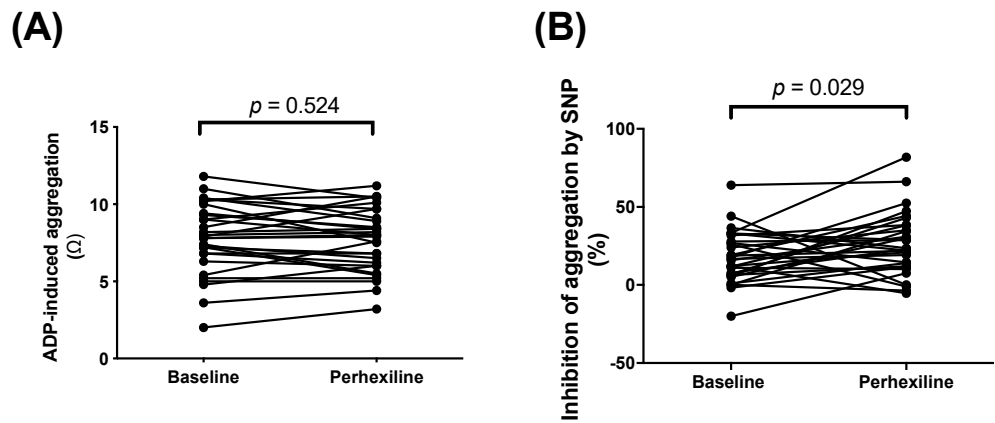 (A)
p = 0.524
ADP-induced aggregation
(Ω)
15
10
5
0
Baseline
Perhexiline
(B)
p = 0.029
Inhibition of aggregation by SNP
(%)
100
50
0
-50
Baseline
Perhexiline